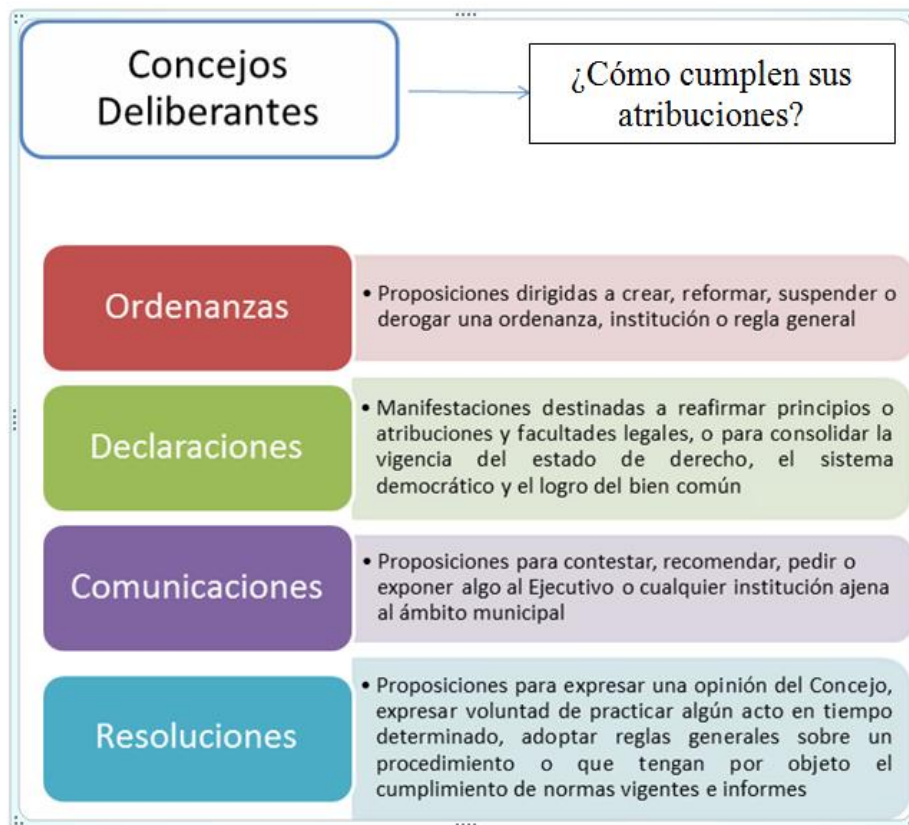 Concejos
Deliberantes
¿Cómo cumplen sus
atribuciones?
Ordenanzas
• Proposiciones dirigidas a crear, reformar, suspender o
derogar una ordenanza, institución o regla general
Declaraciones
• Manifestaciones destinadas a reafirmar principios o
atribuciones y facultades legales, o para consolidar la
vigencia del estado de derecho, el sistema
democrático y el logro del bien común
Comunicaciones
• Proposiciones para contestar, recomendar, pedir o
exponer algo al Ejecutivo o cualquier institución ajena
al ámbito municipal
Resoluciones
• Proposiciones para expresar una opinión del Concejo,
expresar voluntad de practicar algún acto en tiempo
determinado, adoptar reglas generales sobre un
procedimiento o que tengan por objeto el
cumplimiento de normas vigentes e informes